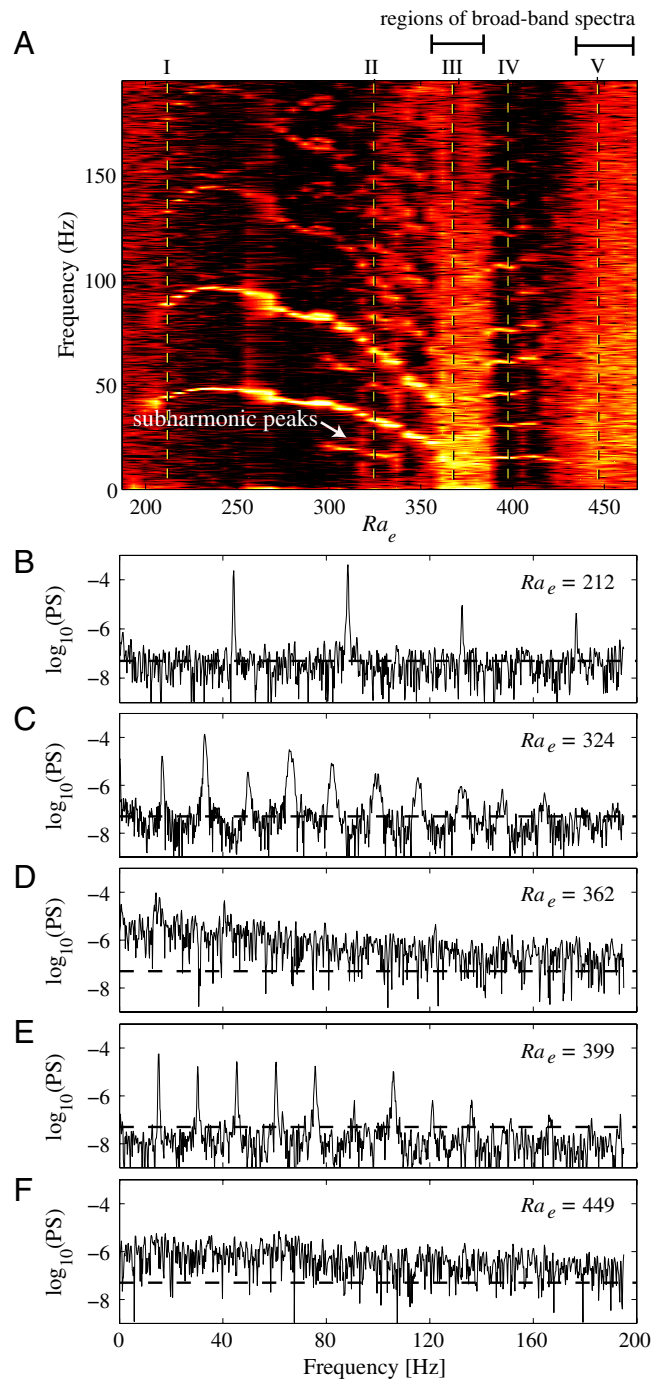 regions of broad-band spectra
A
I II III IV V
150
100
50
0
Frequency (Hz)
subharmonic peaks
200 250 300 350 400 450
Ra_e
B
−4
−6
−8
log10(PS)
Ra_e = 212
C
−4
−6
−8
log10(PS)
Ra_e = 324
D
−4
−6
−8
log10(PS)
Ra_e = 362
E
−4
−6
−8
log10(PS)
Ra_e = 399
F
−4
−6
−8
log10(PS)
Ra_e = 449
0 40 80 120 160 200
Frequency [Hz]